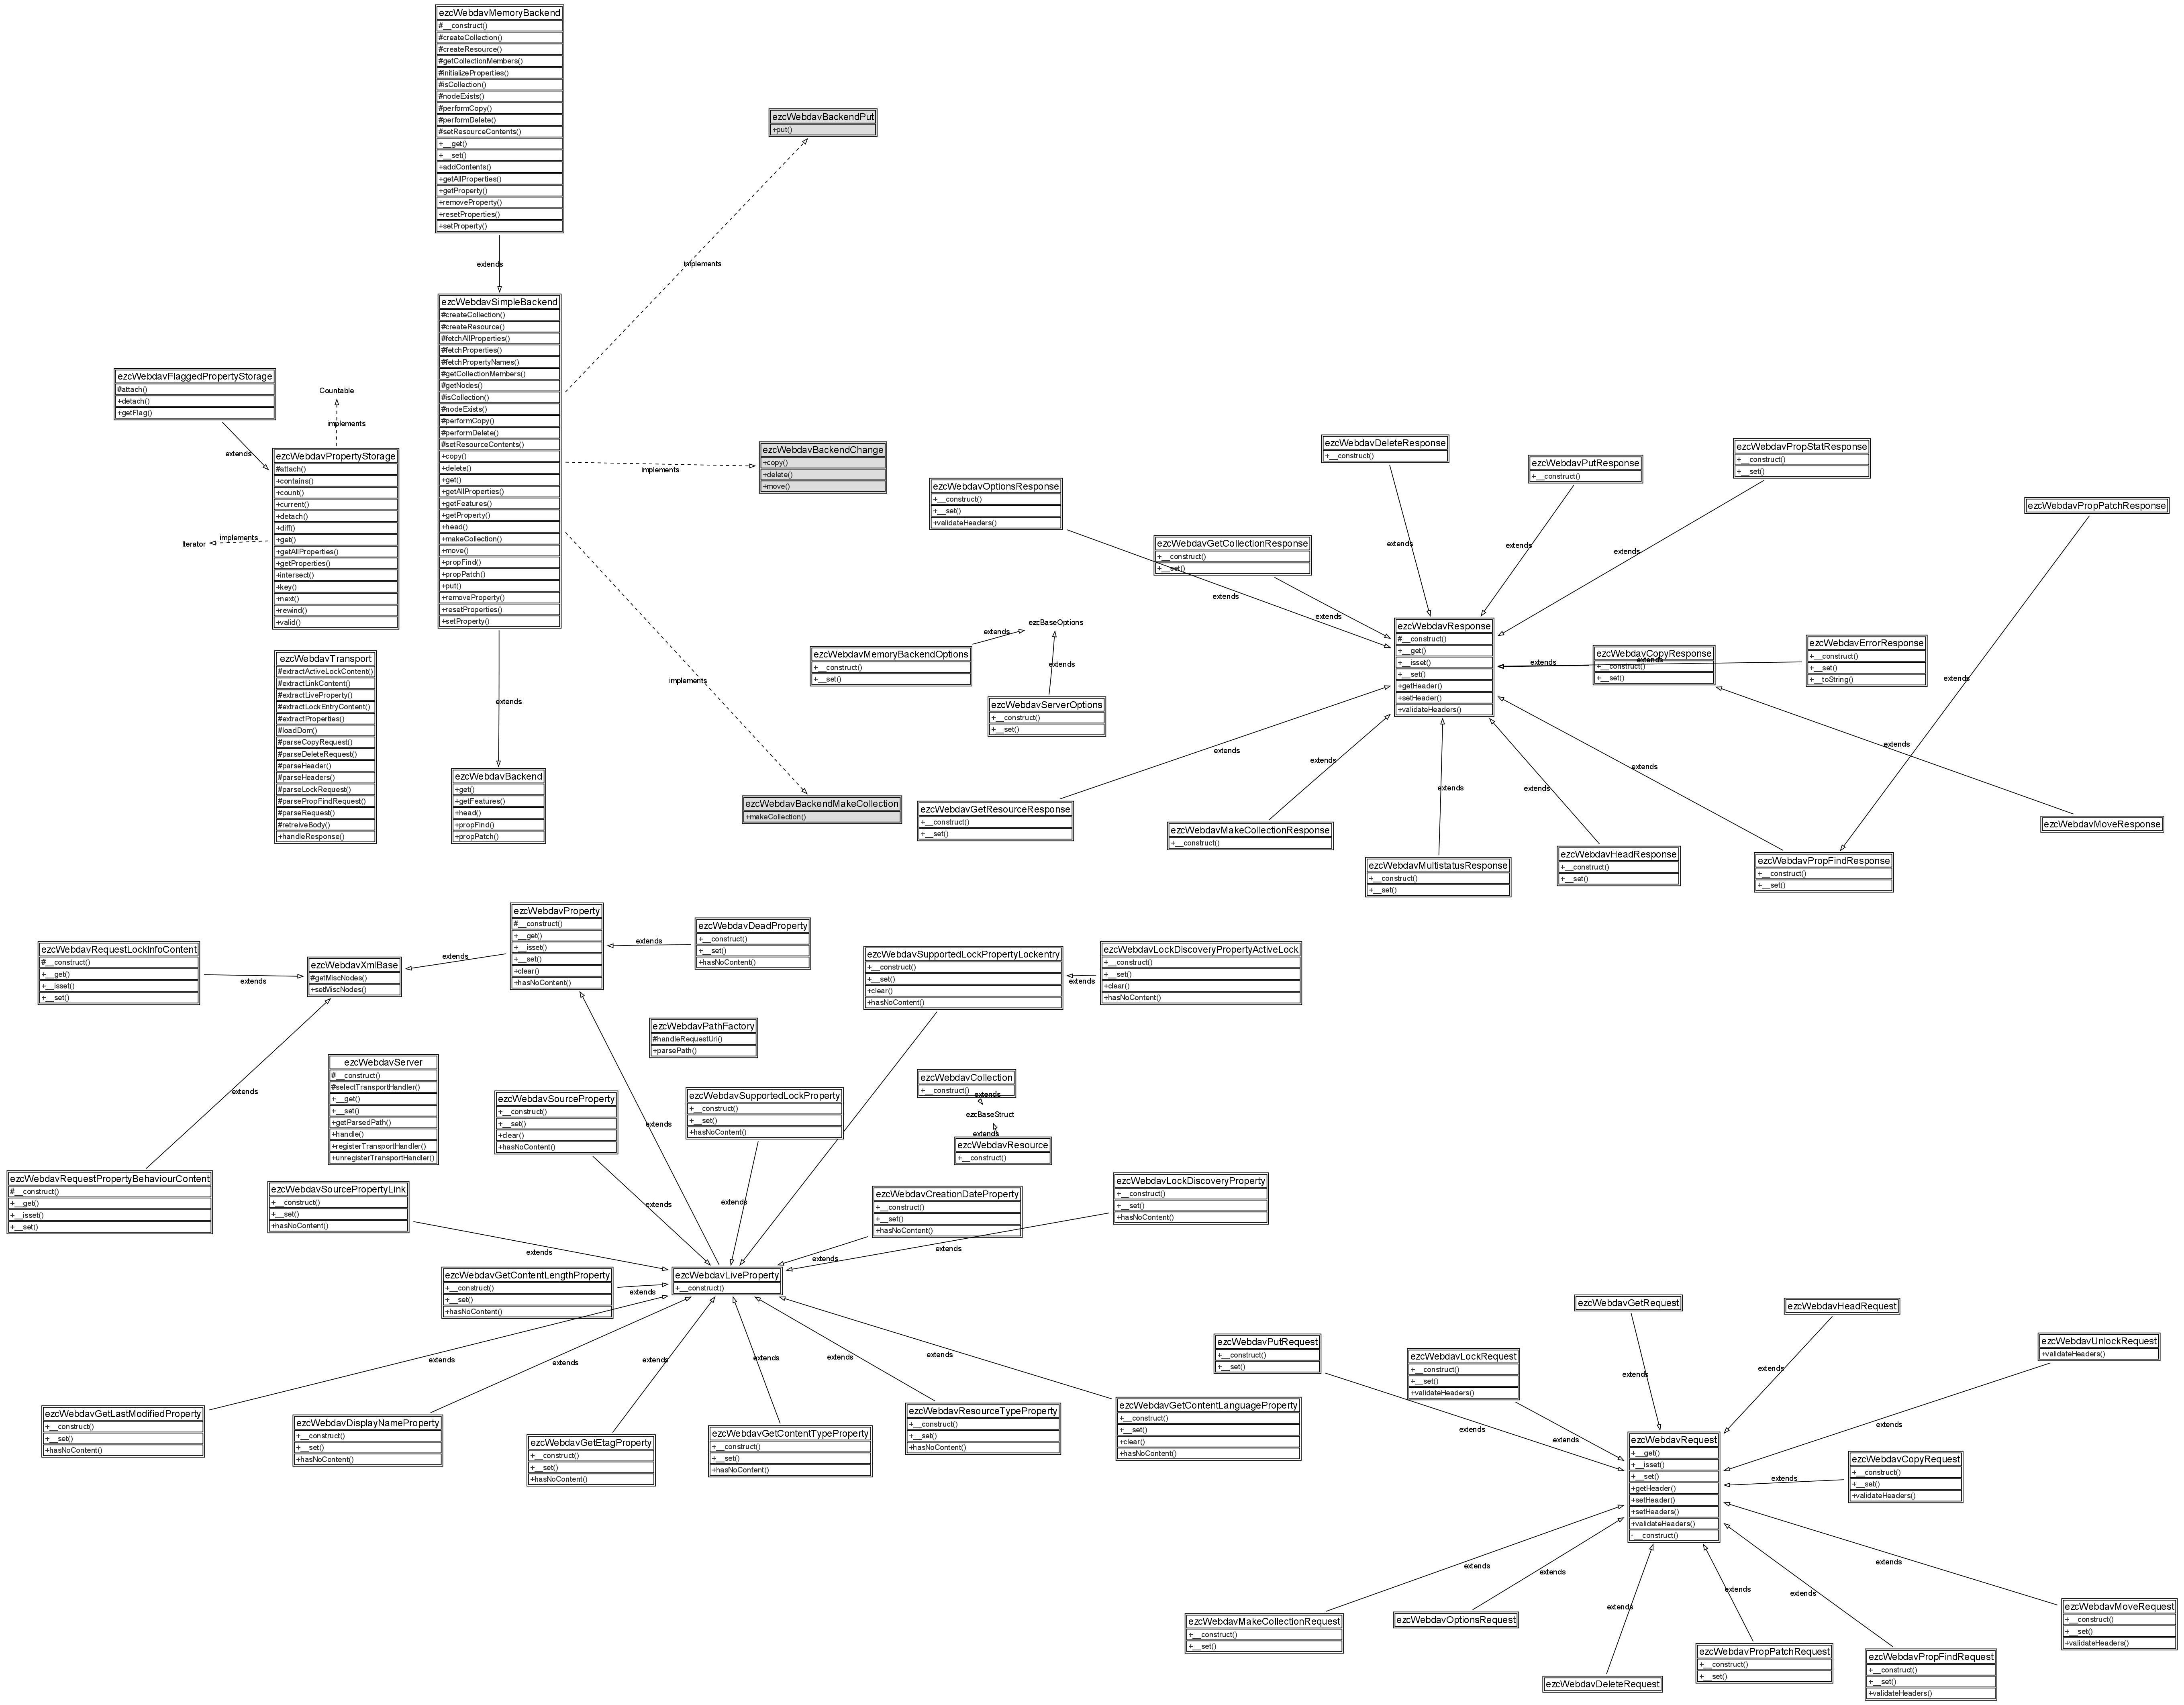 ezcWebdavMemoryBackend
#__construct()
#createCollection()
#createResource()
#getCollectionMembers()
#initializeProperties()
#isCollection()
#nodeExists()
#performCopy()
#performDelete()
#setResourceContents()
+__get()
+__set()
+addContents()
+getAllProperties()
+getProperty()
+removeProperty()
+resetProperties()
+setProperty()
extends
ezcWebdavBackendPut
+put()
implements
ezcWebdavSimpleBackend
#createCollection()
#createResource()
#fetchAllProperties()
#fetchProperties()
#fetchPropertyNames()
#getCollectionMembers()
#getNodes()
#isCollection()
#nodeExists()
#performCopy()
#performDelete()
#setResourceContents()
+copy()
+delete()
+get()
+getAllProperties()
+getFeatures()
+getProperty()
+head()
+makeCollection()
+move()
+propFind()
+propPatch()
+put()
+removeProperty()
+resetProperties()
+setProperty()
ezcWebdavFlaggedPropertyStorage
#attach()
+detach()
+getFlag()
extends
Countable
implements
ezcWebdavPropertyStorage
#attach()
+contains()
+count()
+current()
+detach()
+diff()
+get()
+getAllProperties()
+getProperties()
+intersect()
+key()
+next()
+rewind()
+valid()
Iterator
implements
ezcWebdavBackendChange
+copy()
+delete()
+move()
implements
implements
ezcWebdavBackendMakeCollection
+makeCollection()
extends
ezcWebdavBackend
+get()
+getFeatures()
+head()
+propFind()
+propPatch()
ezcWebdavTransport
#extractActiveLockContent()
#extractLinkContent()
#extractLiveProperty()
#extractLockEntryContent()
#extractProperties()
#loadDom()
#parseCopyRequest()
#parseDeleteRequest()
#parseHeader()
#parseHeaders()
#parseLockRequest()
#parsePropFindRequest()
#parseRequest()
#retreiveBody()
+handleResponse()
ezcBaseOptions
extends
extends
ezcWebdavMemoryBackendOptions
+__construct()
+__set()
ezcWebdavServerOptions
+__construct()
+__set()
ezcWebdavDeleteResponse
+__construct()
ezcWebdavPutResponse
+__construct()
ezcWebdavPropStatResponse
+__construct()
+__set()
ezcWebdavOptionsResponse
+__construct()
+__set()
+validateHeaders()
ezcWebdavPropPatchResponse
ezcWebdavGetCollectionResponse
+__construct()
+__set()
extends
extends
extends
extends
extends
extends
ezcWebdavResponse
#__construct()
+__get()
+__isset()
+__set()
+getHeader()
+setHeader()
+validateHeaders()
extends
extends
ezcWebdavCopyResponse
+__construct()
+__set()
ezcWebdavErrorResponse
+__construct()
+__set()
+__toString()
extends
extends
extends
extends
extends
extends
ezcWebdavGetResourceResponse
+__construct()
+__set()
ezcWebdavMakeCollectionResponse
+__construct()
ezcWebdavMultistatusResponse
+__construct()
+__set()
ezcWebdavHeadResponse
+__construct()
+__set()
ezcWebdavPropFindResponse
+__construct()
+__set()
ezcWebdavMoveResponse
ezcWebdavRequestLockInfoContent
#__construct()
+__get()
+__isset()
+__set()
extends
ezcWebdavXmlBase
#getMiscNodes()
+setMiscNodes()
extends
ezcWebdavProperty
#__construct()
+__get()
+__isset()
+__set()
+clear()
+hasNoContent()
extends
ezcWebdavDeadProperty
+__construct()
+__set()
+hasNoContent()
ezcWebdavSupportedLockPropertyLockentry
+__construct()
+__set()
+clear()
+hasNoContent()
extends
ezcWebdavLockDiscoveryPropertyActiveLock
+__construct()
+__set()
+clear()
+hasNoContent()
ezcWebdavPathFactory
#handleRequestUri()
+parsePath()
ezcWebdavServer
#__construct()
#selectTransportHandler()
+__get()
+__set()
+getParsedPath()
+handle()
+registerTransportHandler()
+unregisterTransportHandler()
extends
ezcWebdavRequestPropertyBehaviourContent
#__construct()
+__get()
+__isset()
+__set()
ezcWebdavSourceProperty
+__construct()
+__set()
+clear()
+hasNoContent()
ezcWebdavSupportedLockProperty
+__construct()
+__set()
+hasNoContent()
extends
extends
ezcWebdavCollection
+__construct()
extends
ezcBaseStruct
extends
ezcWebdavResource
+__construct()
ezcWebdavSourcePropertyLink
+__construct()
+__set()
+hasNoContent()
ezcWebdavCreationDateProperty
+__construct()
+__set()
+hasNoContent()
ezcWebdavLockDiscoveryProperty
+__construct()
+__set()
+hasNoContent()
extends
extends
extends
extends
extends
ezcWebdavGetContentLengthProperty
+__construct()
+__set()
+hasNoContent()
extends
ezcWebdavLiveProperty
+__construct()
extends
extends
extends
extends
extends
extends
ezcWebdavGetLastModifiedProperty
+__construct()
+__set()
+hasNoContent()
ezcWebdavDisplayNameProperty
+__construct()
+__set()
+hasNoContent()
ezcWebdavGetEtagProperty
+__construct()
+__set()
+hasNoContent()
ezcWebdavGetContentTypeProperty
+__construct()
+__set()
+hasNoContent()
ezcWebdavResourceTypeProperty
+__construct()
+__set()
+hasNoContent()
ezcWebdavGetContentLanguageProperty
+__construct()
+__set()
+clear()
+hasNoContent()
ezcWebdavGetRequest
ezcWebdavHeadRequest
ezcWebdavPutRequest
+__construct()
+__set()
ezcWebdavLockRequest
+__construct()
+__set()
+validateHeaders()
ezcWebdavUnlockRequest
+validateHeaders()
extends
extends
extends
extends
extends
ezcWebdavRequest
+__get()
+__isset()
+__set()
+getHeader()
+setHeader()
+setHeaders()
+validateHeaders()
-__construct()
extends
ezcWebdavCopyRequest
+__construct()
+__set()
+validateHeaders()
extends
extends
extends
extends
extends
extends
ezcWebdavMakeCollectionRequest
+__construct()
+__set()
ezcWebdavOptionsRequest
ezcWebdavDeleteRequest
ezcWebdavPropPatchRequest
+__construct()
+__set()
ezcWebdavPropFindRequest
+__construct()
+__set()
+validateHeaders()
ezcWebdavMoveRequest
+__construct()
+__set()
+validateHeaders()